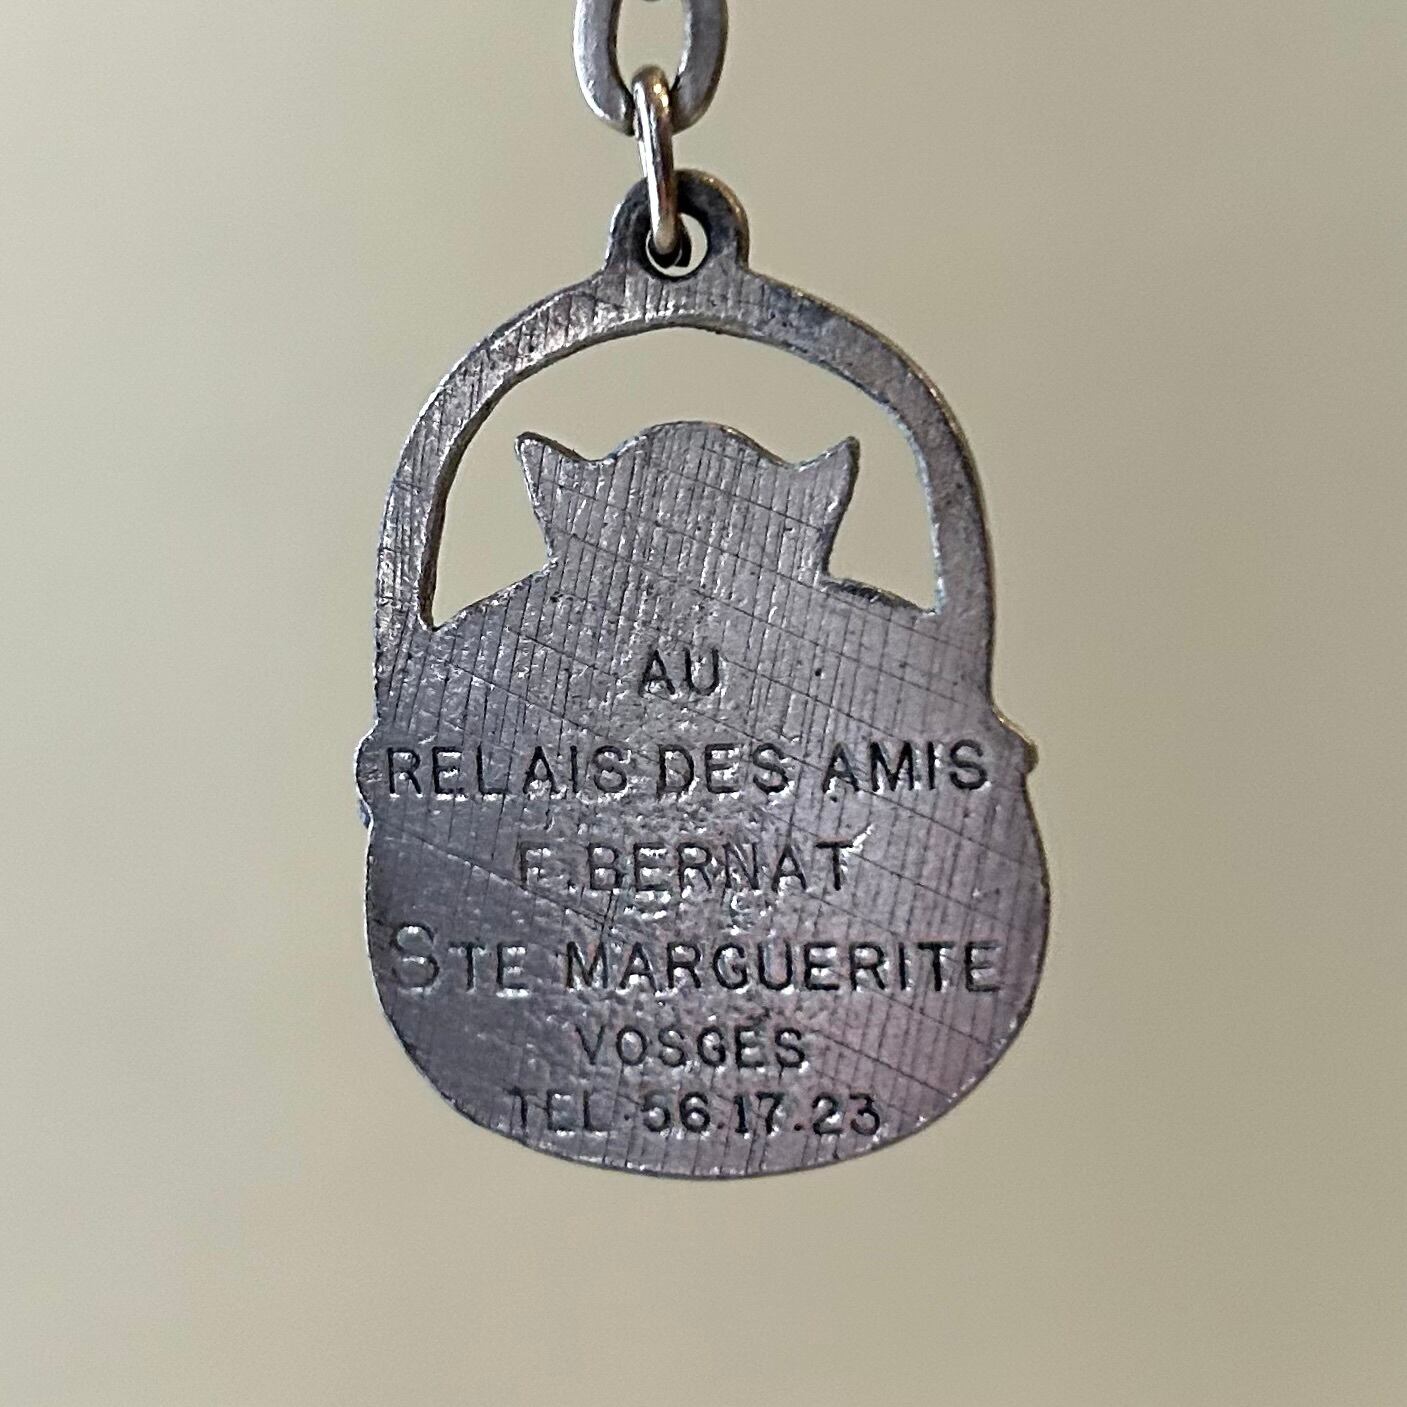 AU
RELAIS DES AMIS
F.BERNAT
STE MARGUERITE
VOSGES
TEL.56.17.23